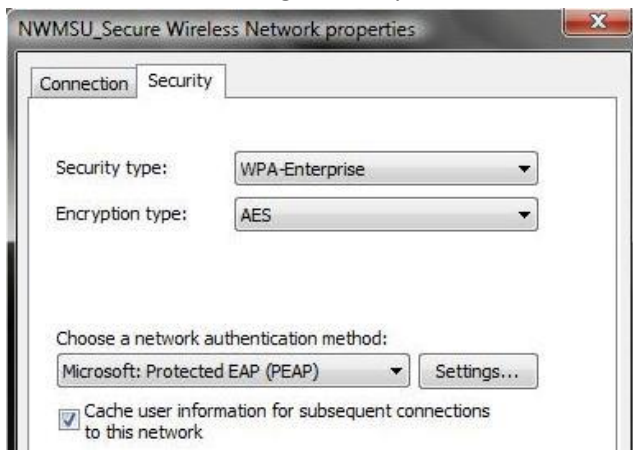 NWMSU_Secure Wireless Network properties
X
Connection Security
Security type: WPA-Enterprise
Encryption type: AES
Choose a network authentication method:
Microsoft: Protected EAP (PEAP) Settings...
Cache user information for subsequent connections
to this network